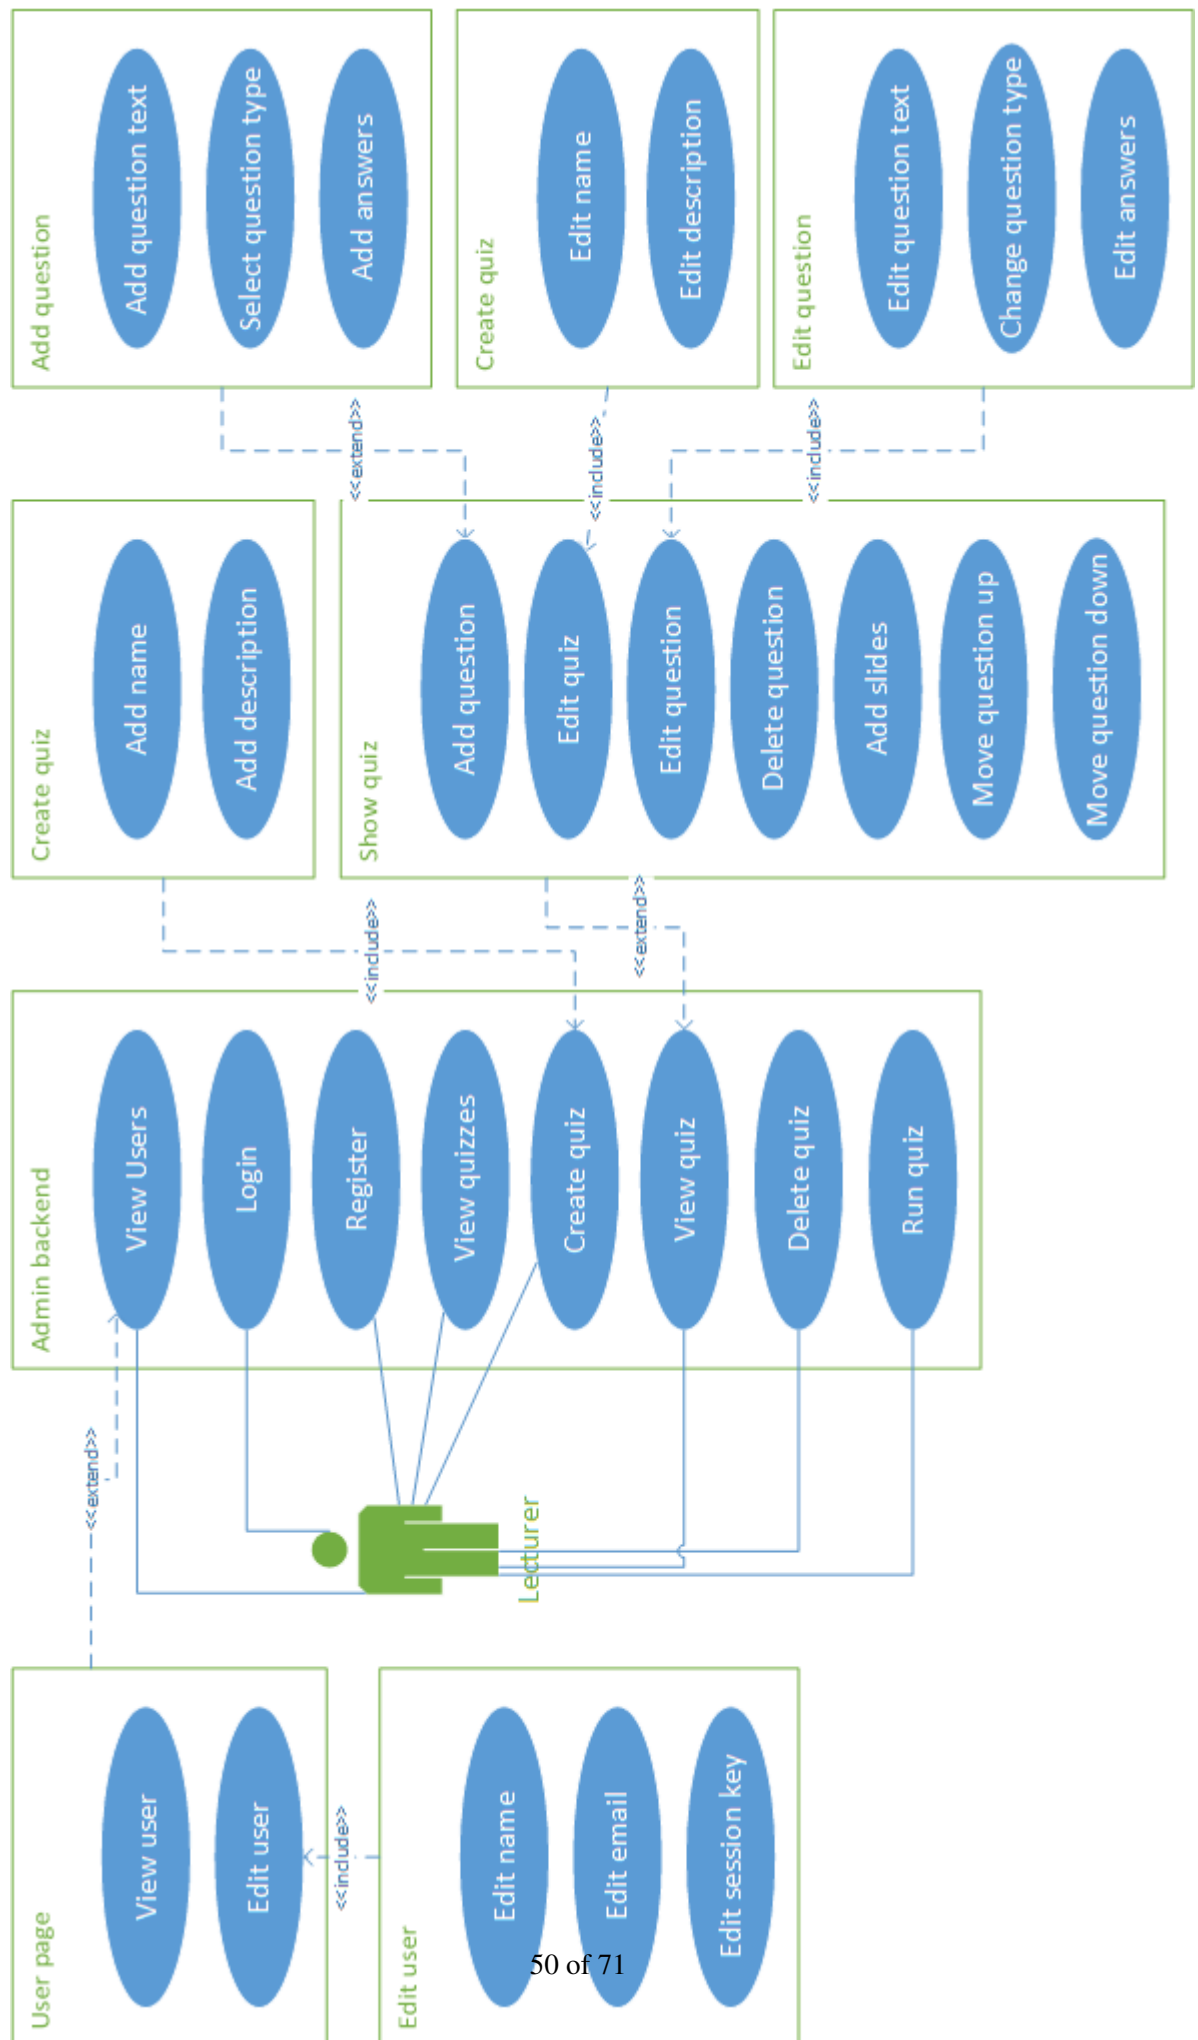 User page
View user
Edit user
<<include>>
Edit user
Edit name
Edit email
Edit session key
<<extend>>
Lecturer
Admin backend
View Users
Login
Register
View quizzes
Create quiz
View quiz
Delete quiz
Run quiz
<<include>>
<<extend>>
Create quiz
Add name
Add description
Show quiz
Add question
Edit quiz
Edit question
Delete question
Add slides
Move question up
Move question down
<<extend>>
<<include>>
<<include>>
Add question
Add question text
Select question type
Add answers
Create quiz
Edit name
Edit description
Edit question
Edit question text
Change question type
Edit answers
50 of 71